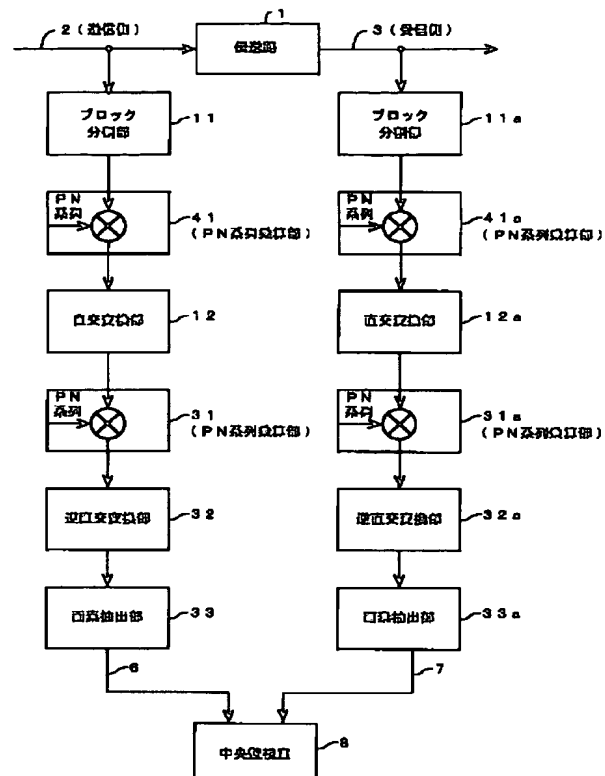 1
2（送信側）
伝送路
3（受信側）
ブロック
分割部
11
ブロック
分割部
11a
PN
系列
41
（PN系列乗算部）
PN
系列
41a
（PN系列乗算部）
直交変換部
12
直交変換部
12a
PN
系列
31
（PN系列乗算部）
PN
系列
31a
（PN系列乗算部）
逆直交変換部
32
逆直交変換部
32a
画素抽出部
33
画素抽出部
33a
6
7
中央監視室
8